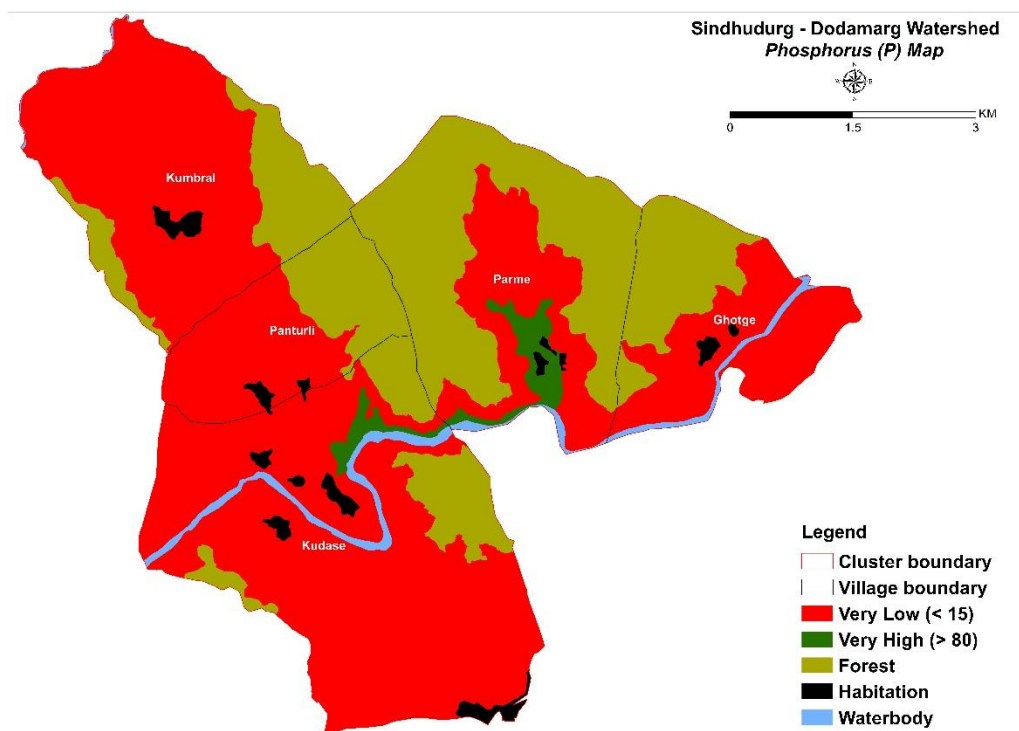 Sindhudurg - Dodamarg Watershed
Phosphorus (P) Map
N
W
E
S
KM
0
1.5
3
Kumbral
Parme
Panturli
Ghotge
Kudase
Legend
Cluster boundary
Village boundary
Very Low (< 15)
Very High (> 80)
Forest
Habitation
Waterbody